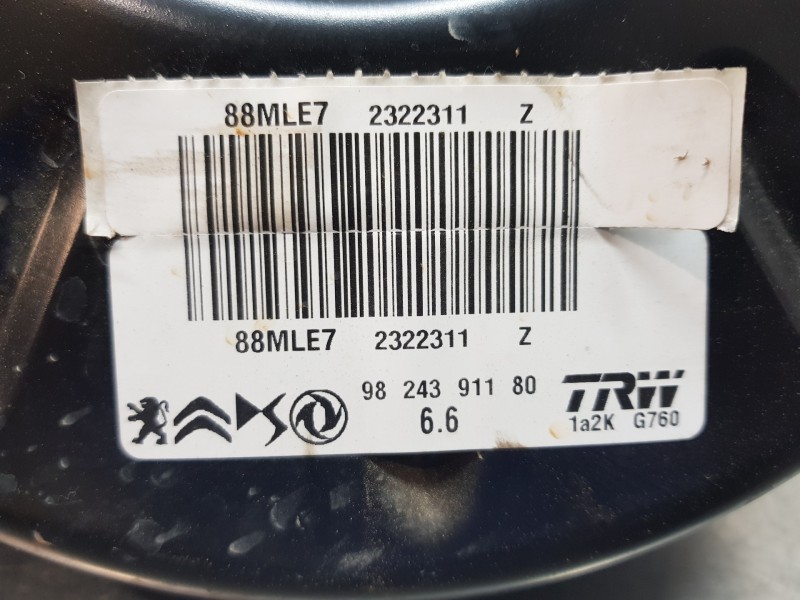 88MLE7 2322311 Z
88MLE7 2322311 Z
98 243 911 80 TRW
6.6 1a2K G760